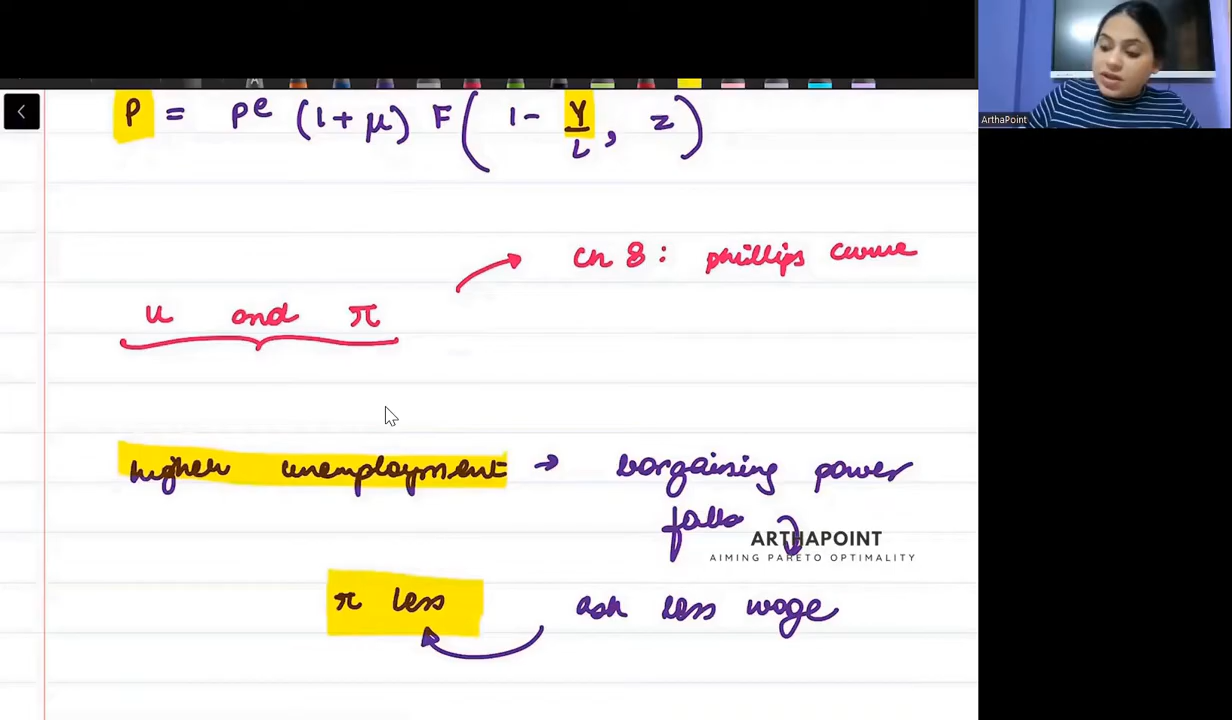 P = Pe (1 + μ) F ( 1 - Y/L , z )
ArthaPoint
Ch 8 : phillips curve
u and π
higher unemployment → bargaining power
falls
ARTHAPOINT
AIMING PARETO OPTIMALITY
π less ask less wage